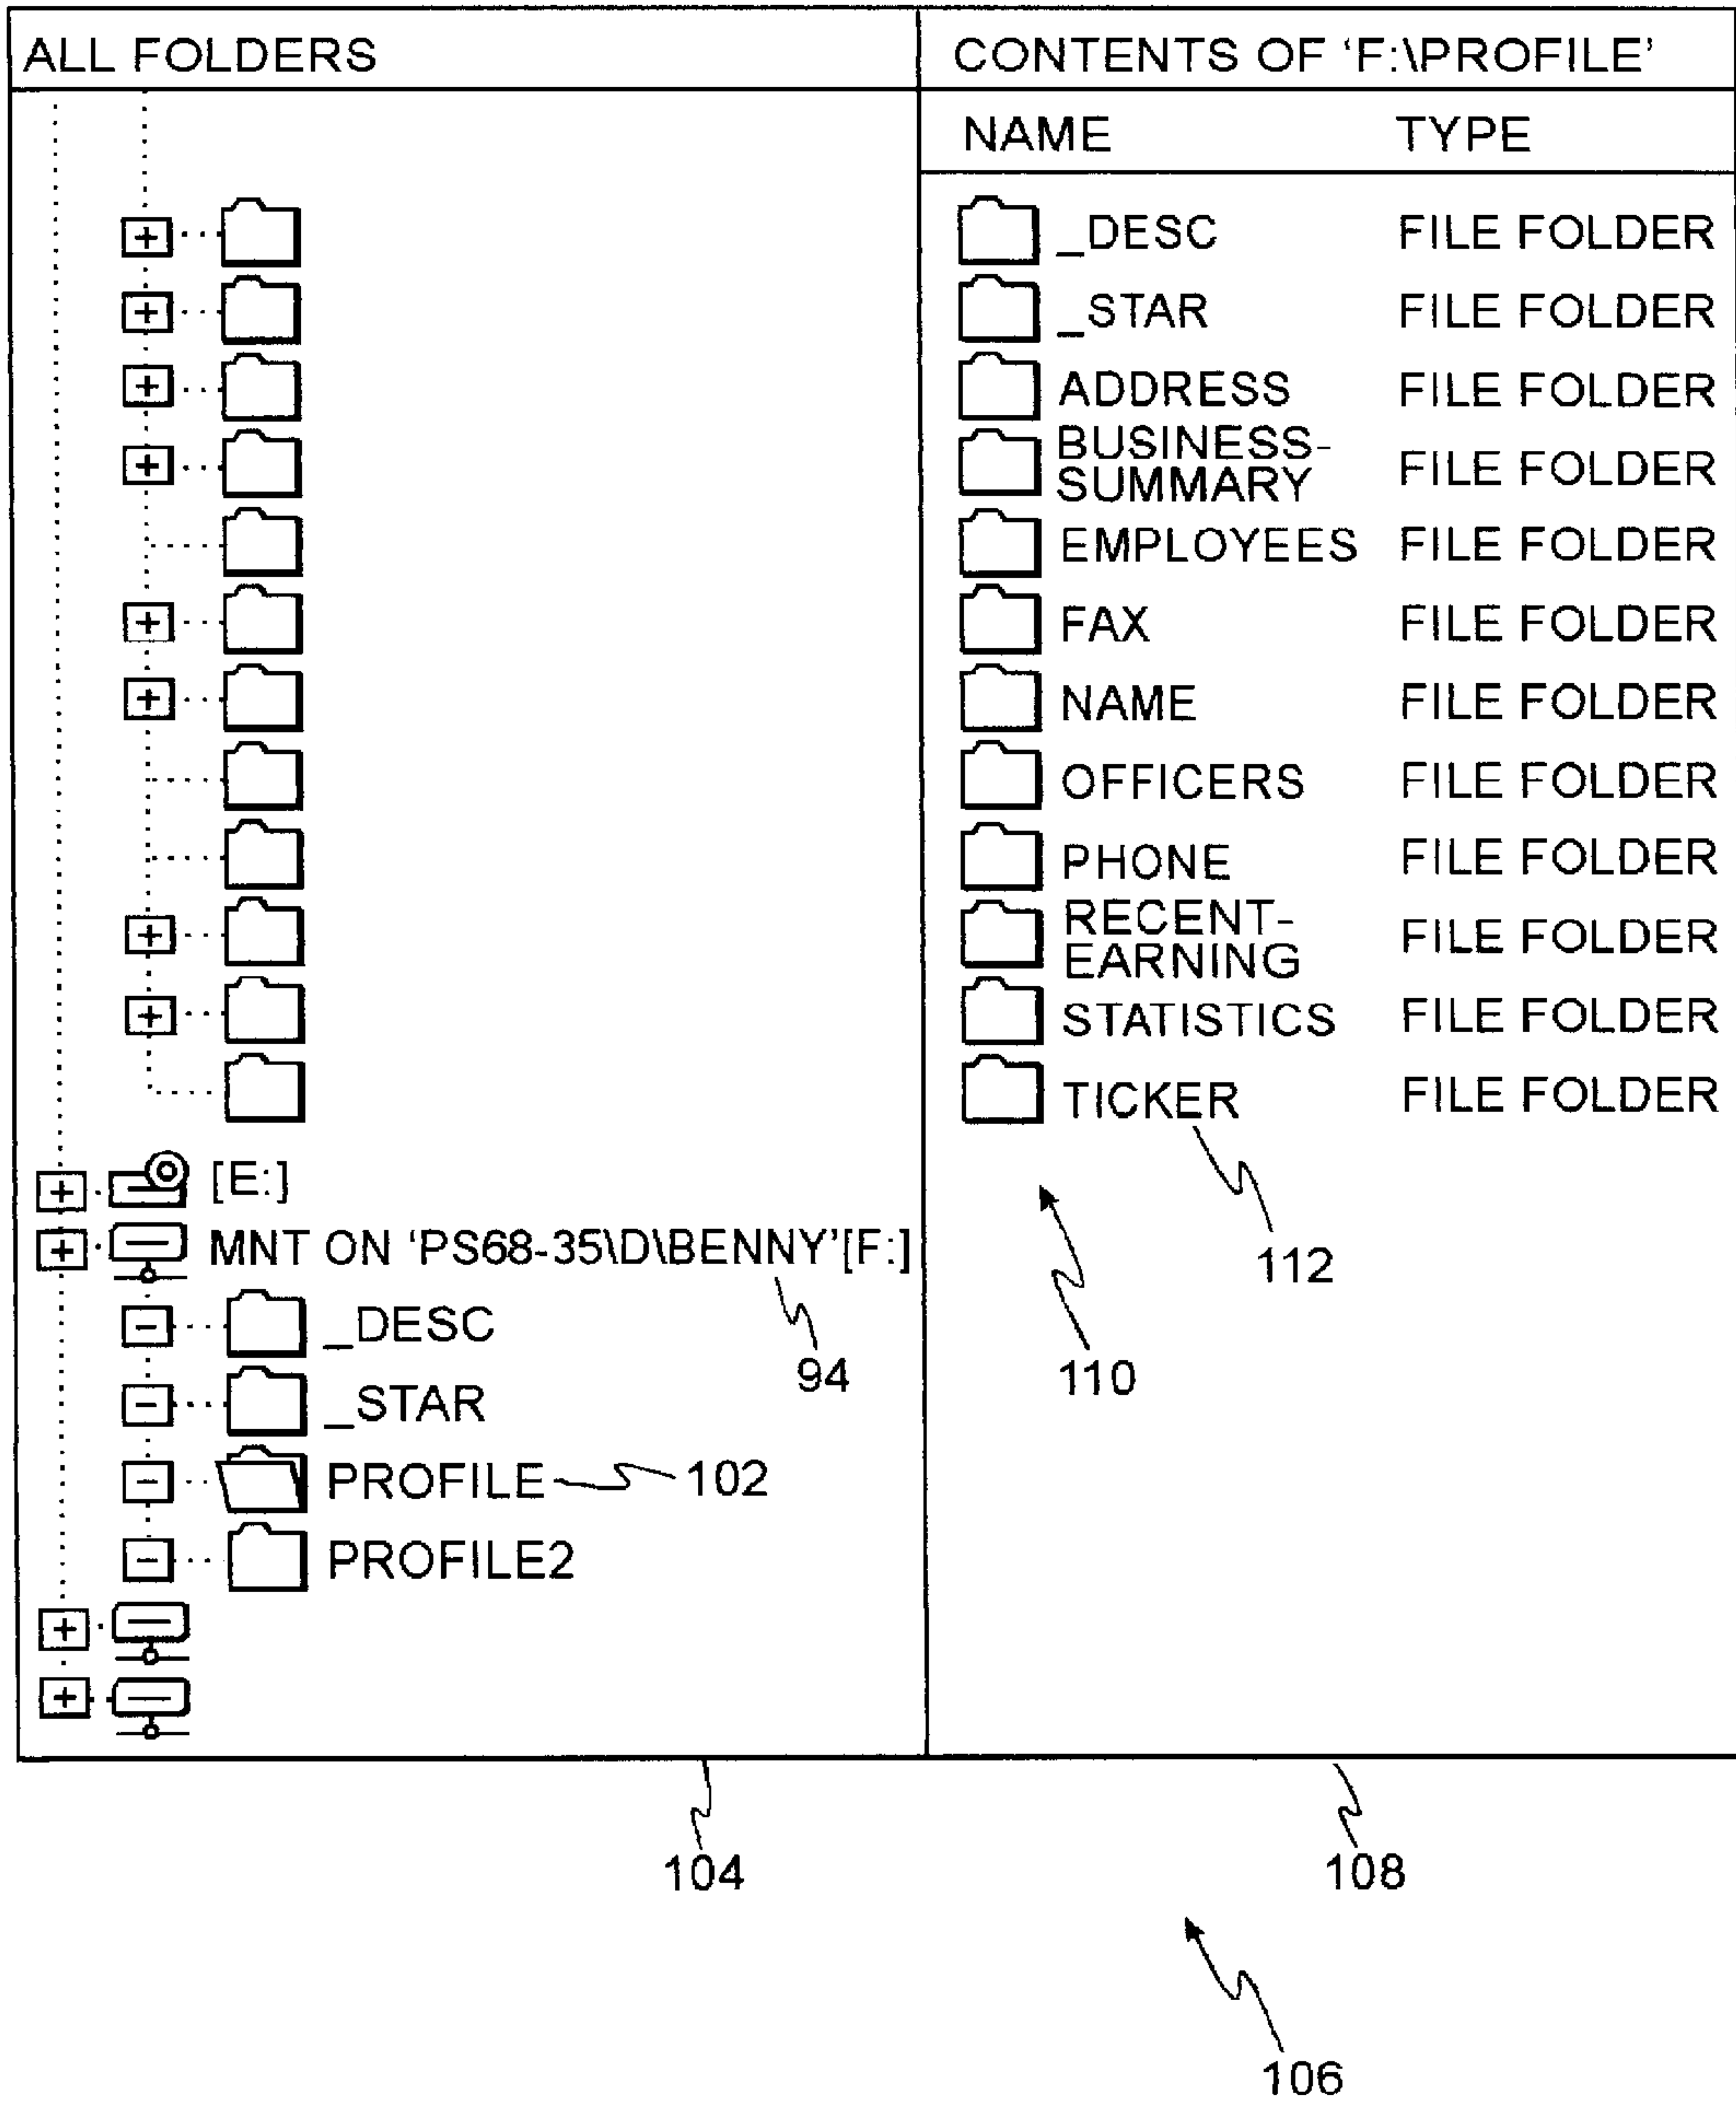 ALL FOLDERS
CONTENTS OF ‘F:\PROFILE’
NAME TYPE
_DESC FILE FOLDER
_STAR FILE FOLDER
ADDRESS FILE FOLDER
BUSINESS-
SUMMARY FILE FOLDER
EMPLOYEES FILE FOLDER
FAX FILE FOLDER
NAME FILE FOLDER
OFFICERS FILE FOLDER
PHONE FILE FOLDER
RECENT-
EARNING FILE FOLDER
STATISTICS FILE FOLDER
TICKER FILE FOLDER
112
110
[E:]
MNT ON ‘PS68-35\D\BENNY’[F:]
94
_DESC
_STAR
PROFILE 102
PROFILE2
104
108
106